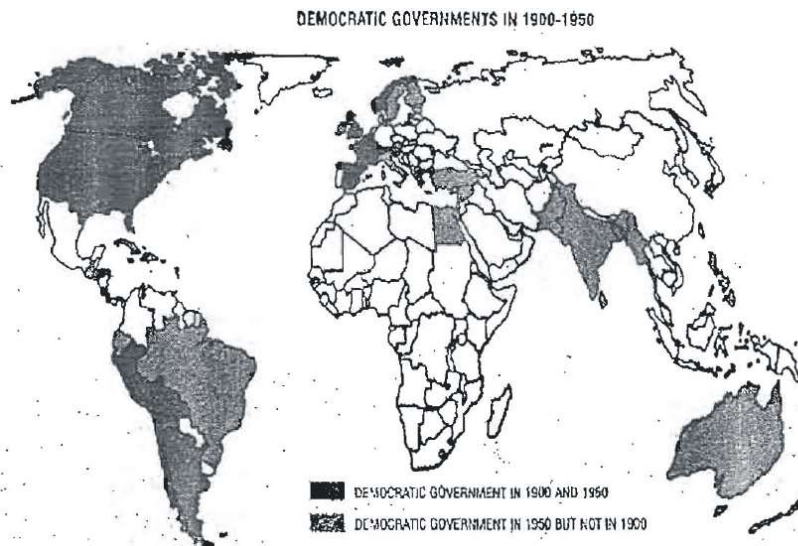 DEMOCRATIC GOVERNMENTS IN 1900-1950
DEMOCRATIC GOVERNMENT IN 1900 AND 1950
DEMOCRATIC GOVERNMENT IN 1950 BUT NOT IN 1900